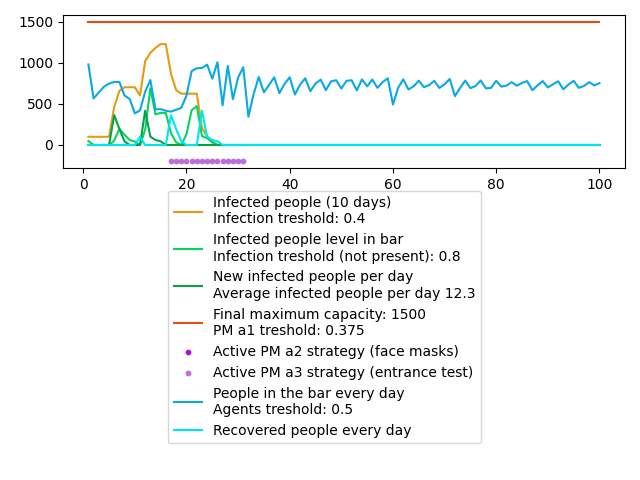 1500
1000
500
0
0
20
40
60
80
100
Infected people (10 days)
Infection treshold: 0.4
Infected people level in bar
Infection treshold (not present): 0.8
New infected people per day
Average infected people per day 12.3
Final maximum capacity: 1500
PM a1 treshold: 0.375
Active PM a2 strategy (face masks)
Active PM a3 strategy (entrance test)
People in the bar every day
Agents treshold: 0.5
Recovered people every day